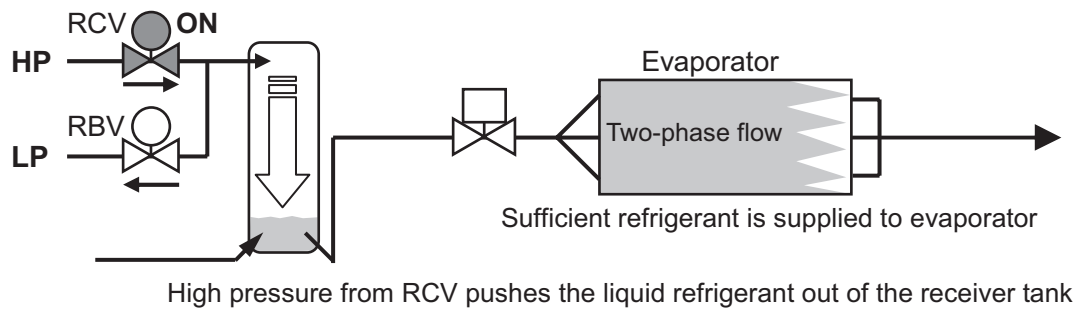 RCV ON
HP
RBV
LP
Evaporator
Two-phase flow
Sufficient refrigerant is supplied to evaporator
High pressure from RCV pushes the liquid refrigerant out of the receiver tank